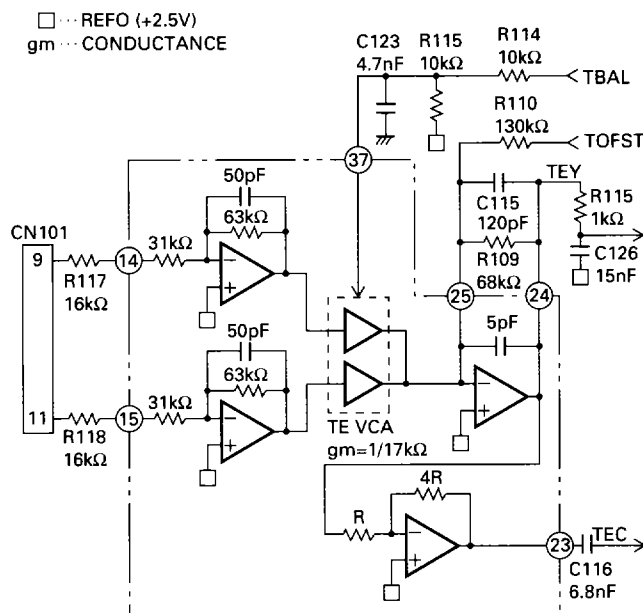 □ ··· REFO (+2.5V)
gm ··· CONDUCTANCE
C123
4.7nF
R115
10kΩ
R114
10kΩ
TBAL
R110
130kΩ
TOFST
37
50pF
63kΩ
C115
120pF
R109
68kΩ
TEY
R115
1kΩ
C126
15nF
CN101
9
R117
16kΩ
14
31kΩ
25
24
50pF
63kΩ
5pF
11
R118
16kΩ
15
31kΩ
TE VCA
gm=1/17kΩ
4R
R
23
TEC
C116
6.8nF